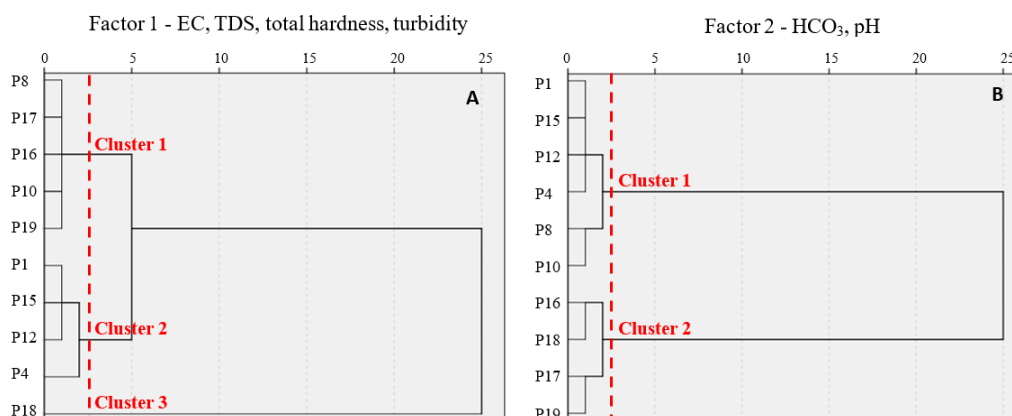 Factor 1 - EC, TDS, total hardness, turbidity
0 5 10 15 20 25
A
P8
P17
Cluster 1
P16
P10
P19
P1
P15
Cluster 2
P12
P4
Cluster 3
P18
Factor 2 - HCO₃, pH
0 5 10 15 20 25
B
P1
P15
P12
Cluster 1
P4
P8
P10
P16
Cluster 2
P18
P17
P19